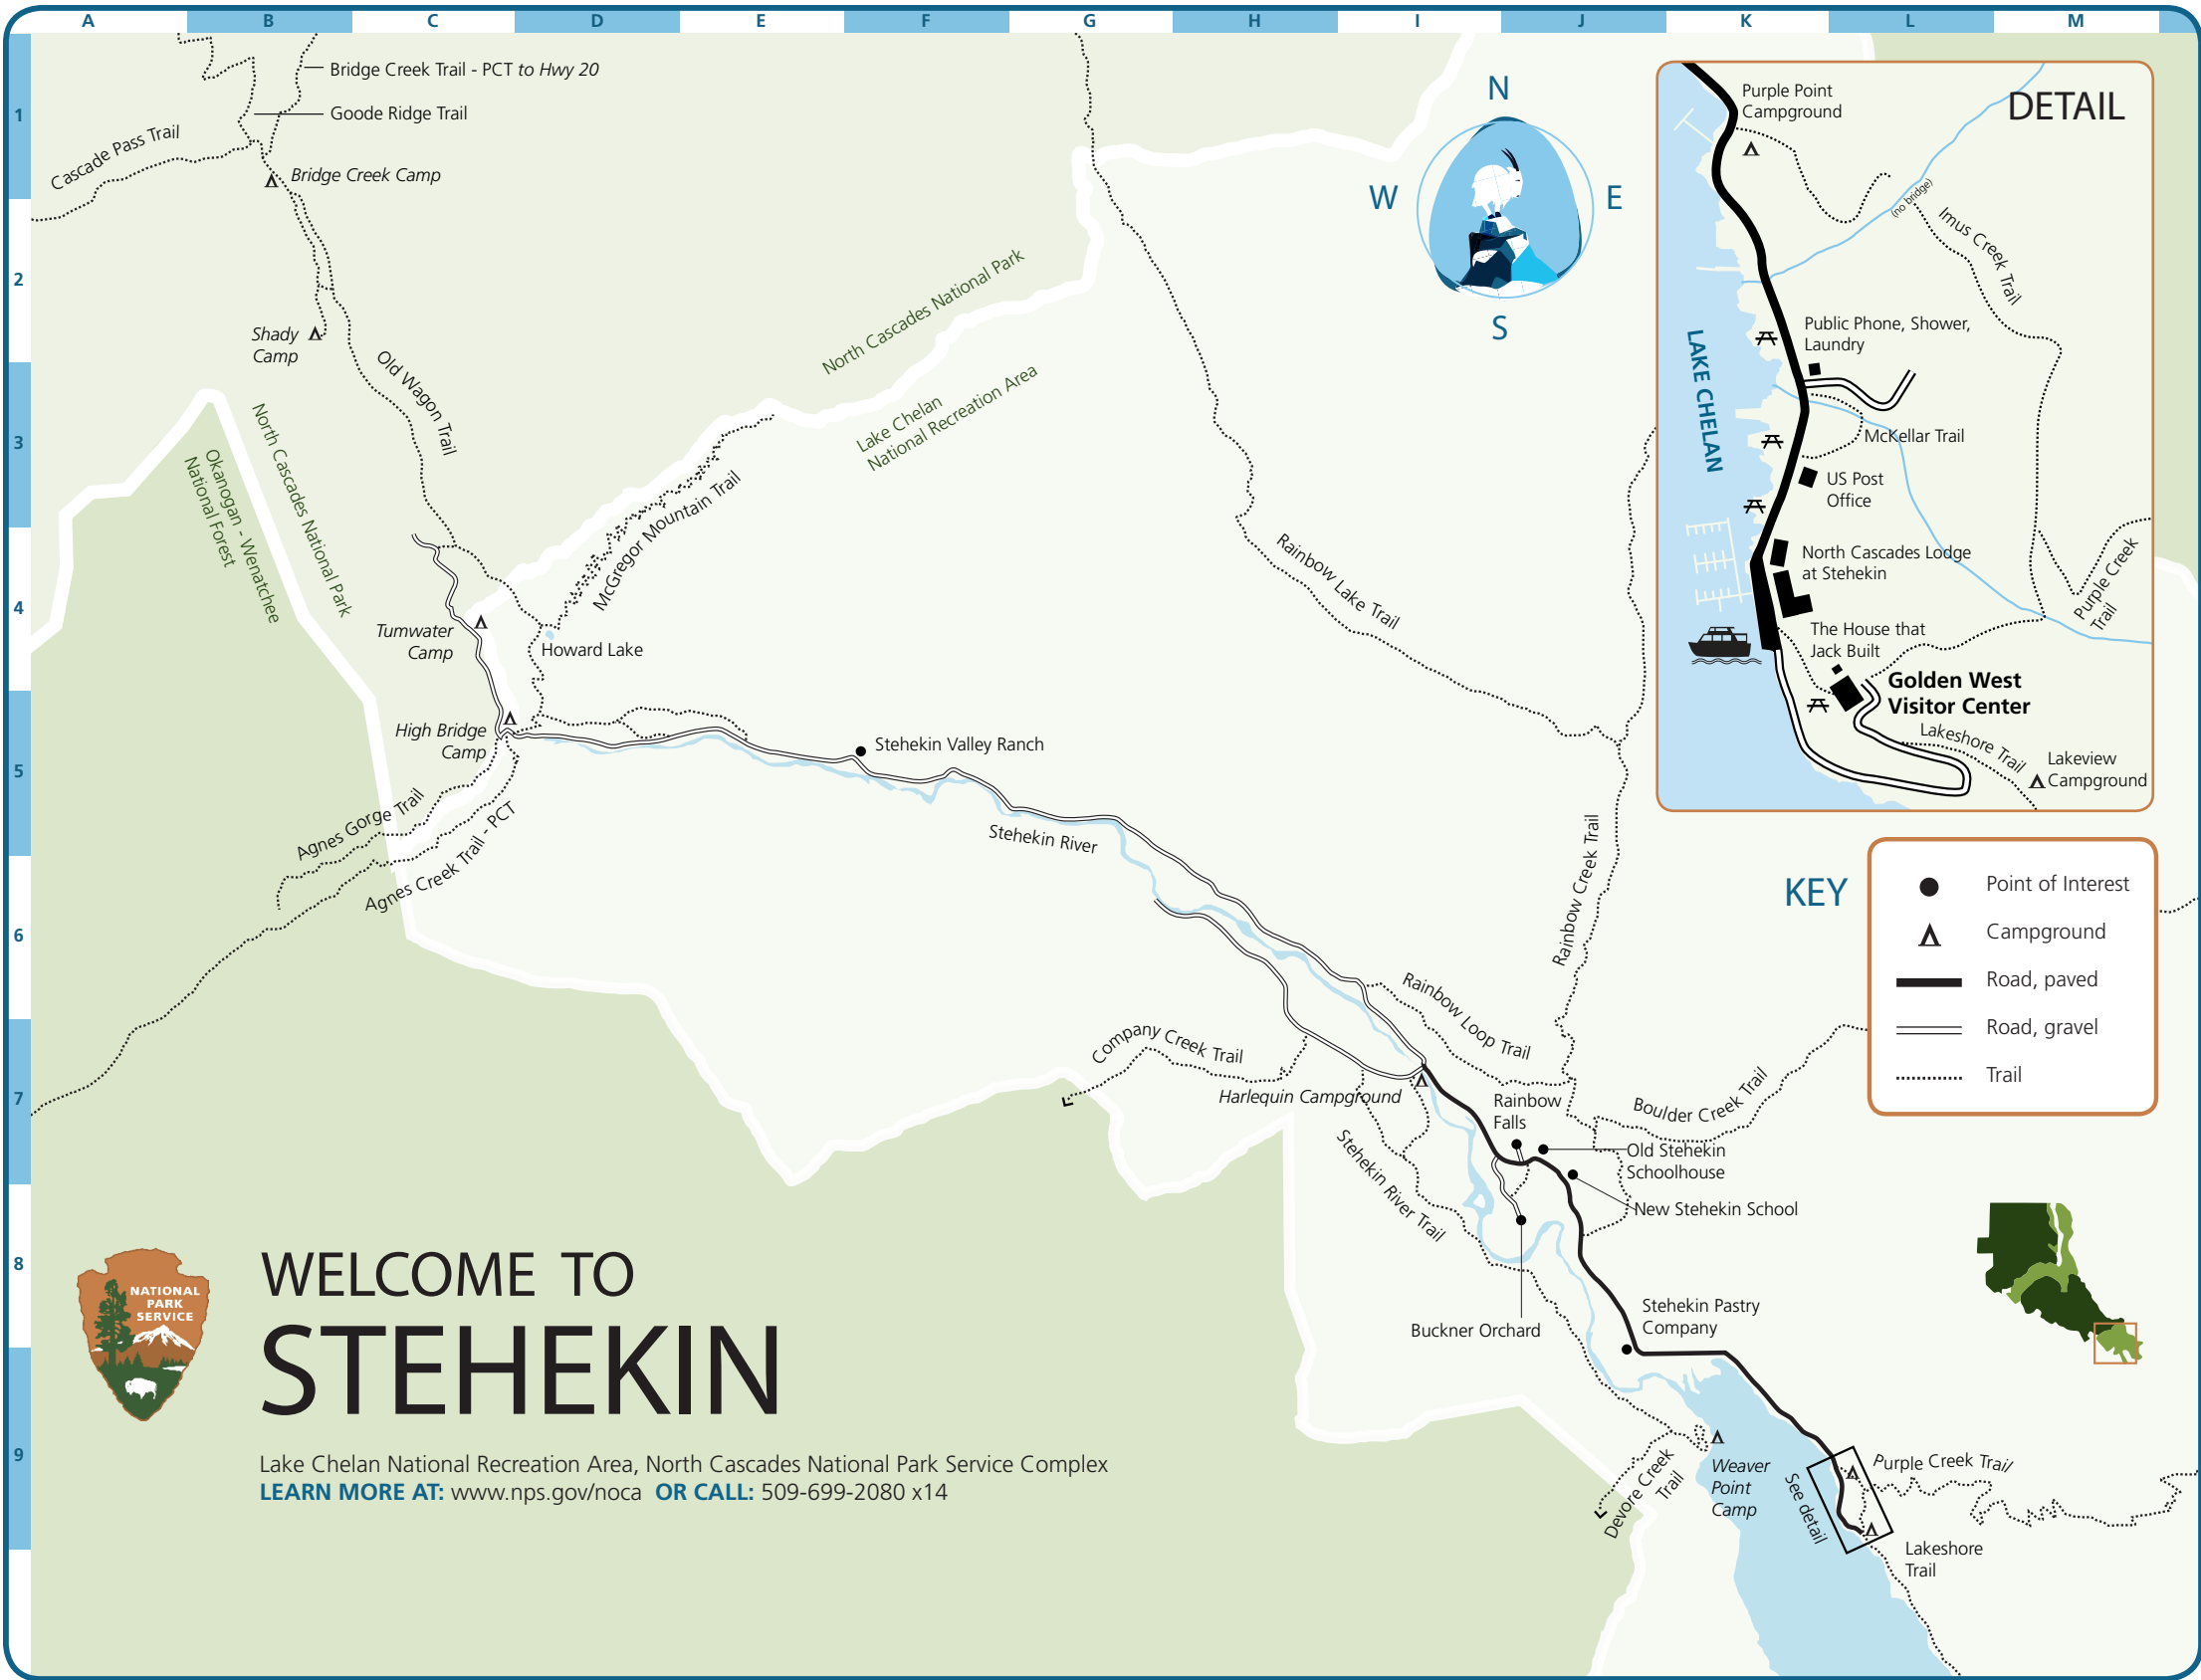 A B C D E F G H I J K L M
1
2
3
4
5
6
7
8
9
Bridge Creek Trail - PCT to Hwy 20
Goode Ridge Trail
Cascade Pass Trail
Bridge Creek Camp
Shady
Camp
Old Wagon Trail
North Cascades National Park
Okanogan - Wenatchee
National Forest
North Cascades National Park
Lake Chelan
National Recreation Area
McGregor Mountain Trail
Tumwater
Camp
Howard Lake
High Bridge
Camp
Agnes Gorge Trail
Agnes Creek Trail - PCT
Stehekin Valley Ranch
Stehekin River
Rainbow Lake Trail
Rainbow Creek Trail
Rainbow Loop Trail
Company Creek Trail
Harlequin Campground
Stehekin River Trail
Rainbow
Falls
Boulder Creek Trail
Old Stehekin
Schoolhouse
New Stehekin School
Buckner Orchard
Stehekin Pastry
Company
Devore Creek
Trail
Weaver
Point
Camp
See detail
Purple Creek Trail
Lakeshore
Trail
N
W
E
S
DETAIL
Purple Point
Campground
(no bridge)
Imus Creek Trail
LAKE CHELAN
Public Phone, Shower,
Laundry
McKellar Trail
US Post
Office
North Cascades Lodge
at Stehekin
Purple Creek
Trail
The House that
Jack Built
Golden West
Visitor Center
Lakeshore Trail
Lakeview
Campground
KEY
Point of Interest
Campground
Road, paved
Road, gravel
Trail
NATIONAL
PARK
SERVICE
WELCOME TO
STEHEKIN
Lake Chelan National Recreation Area, North Cascades National Park Service Complex
LEARN MORE AT: www.nps.gov/noca OR CALL: 509-699-2080 x14